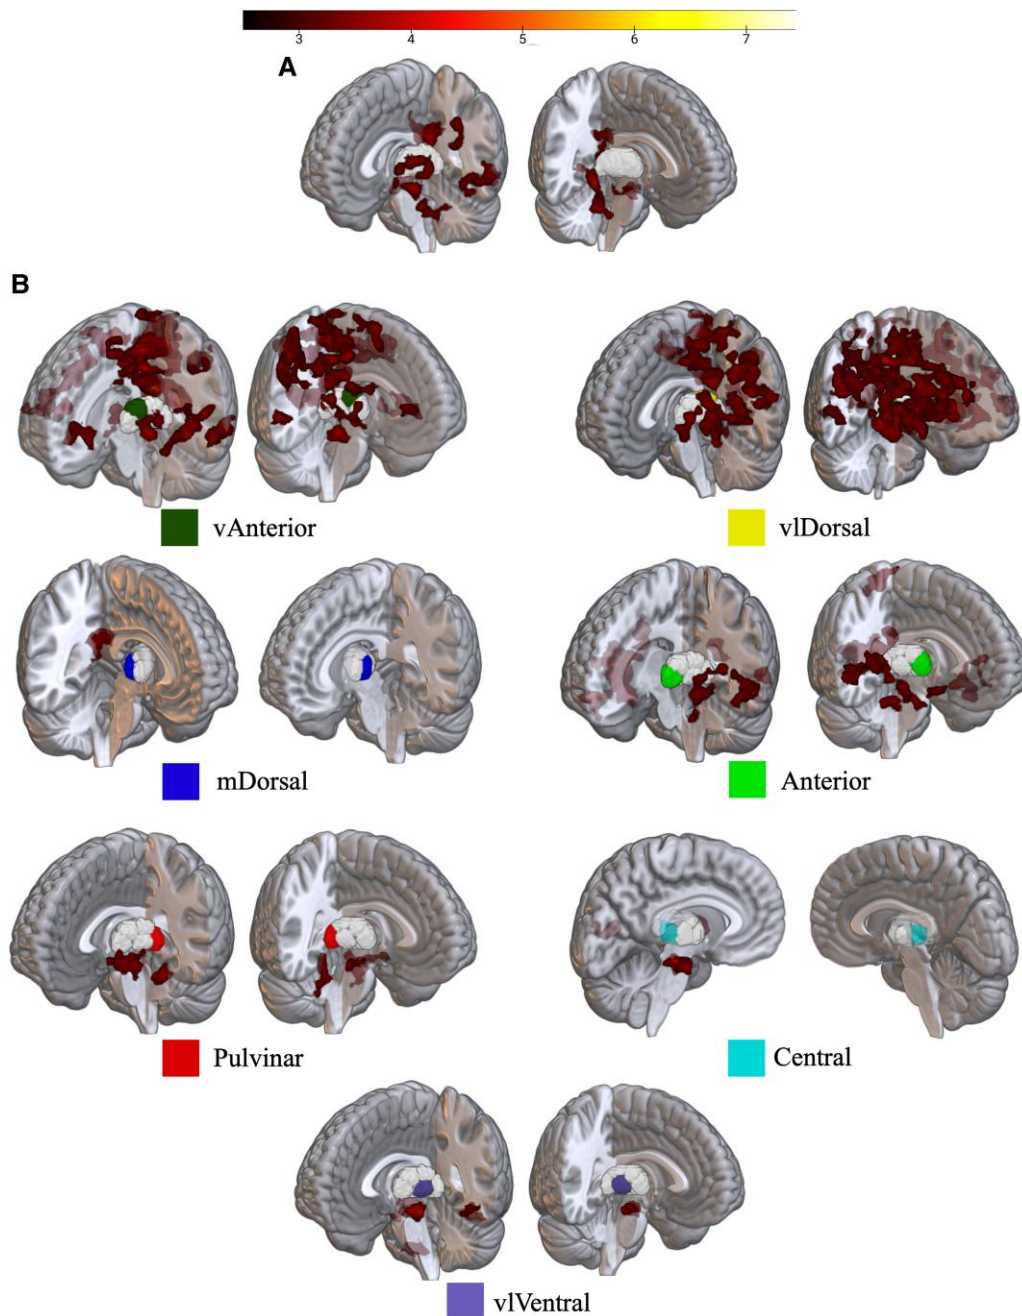 3 4 5 6 7
A
B
vAnterior
vlDorsal
mDorsal
Anterior
Pulvinar
Central
vlVentral